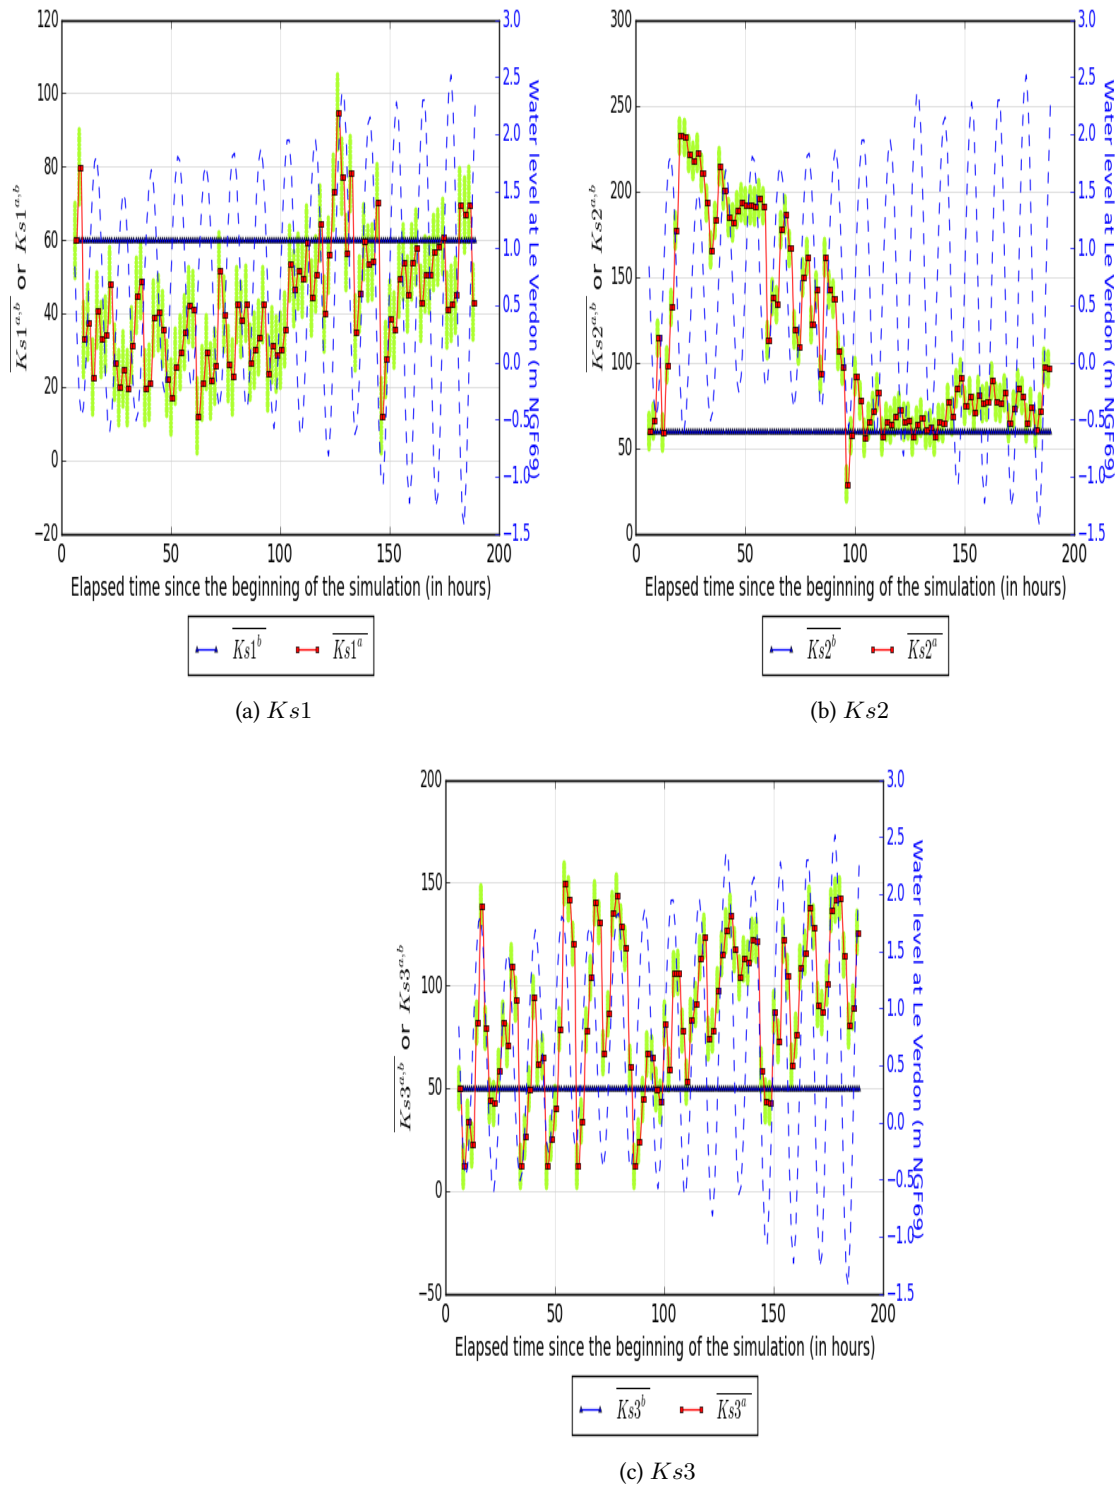 120
100
80
60
40
20
0
−20
3.0
2.5
2.0
1.5
1.0
0.5
0.0
−0.5
−1.0
−1.5
Ks1^{a,b} or Ks1^{a,b}
Water level at Le Verdon (m NGF69)
0 50 100 150 200
Elapsed time since the beginning of the simulation (in hours)
Ks1^b Ks1^a
(a) Ks1
300
250
200
150
100
50
0
3.0
2.5
2.0
1.5
1.0
0.5
0.0
−0.5
−1.0
−1.5
Ks2^{a,b} or Ks2^{a,b}
Water level at Le Verdon (m NGF69)
0 50 100 150 200
Elapsed time since the beginning of the simulation (in hours)
Ks2^b Ks2^a
(b) Ks2
200
150
100
50
0
−50
3.0
2.5
2.0
1.5
1.0
0.5
0.0
−0.5
−1.0
−1.5
Ks3^{a,b} or Ks3^{a,b}
Water level at Le Verdon (m NGF69)
0 50 100 150 200
Elapsed time since the beginning of the simulation (in hours)
Ks3^b Ks3^a
(c) Ks3